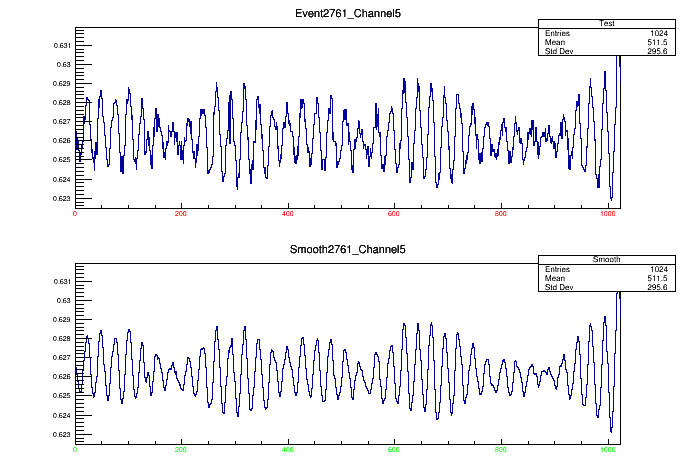 Event2761_Channel5
Test
Entries 1024
Mean 511.5
Std Dev 295.6
0.631
0.63
0.629
0.628
0.627
0.626
0.625
0.624
0.623
0 200 400 600 800 1000
Smooth2761_Channel5
Smooth
Entries 1024
Mean 511.5
Std Dev 295.6
0.631
0.63
0.629
0.628
0.627
0.626
0.625
0.624
0.623
0 200 400 600 800 1000